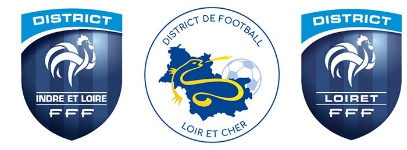 DISTRICT
INDRE ET LOIRE
FFF
DISTRICT DE FOOTBALL
LOIR ET CHER
DISTRICT
LOIRET
FFF